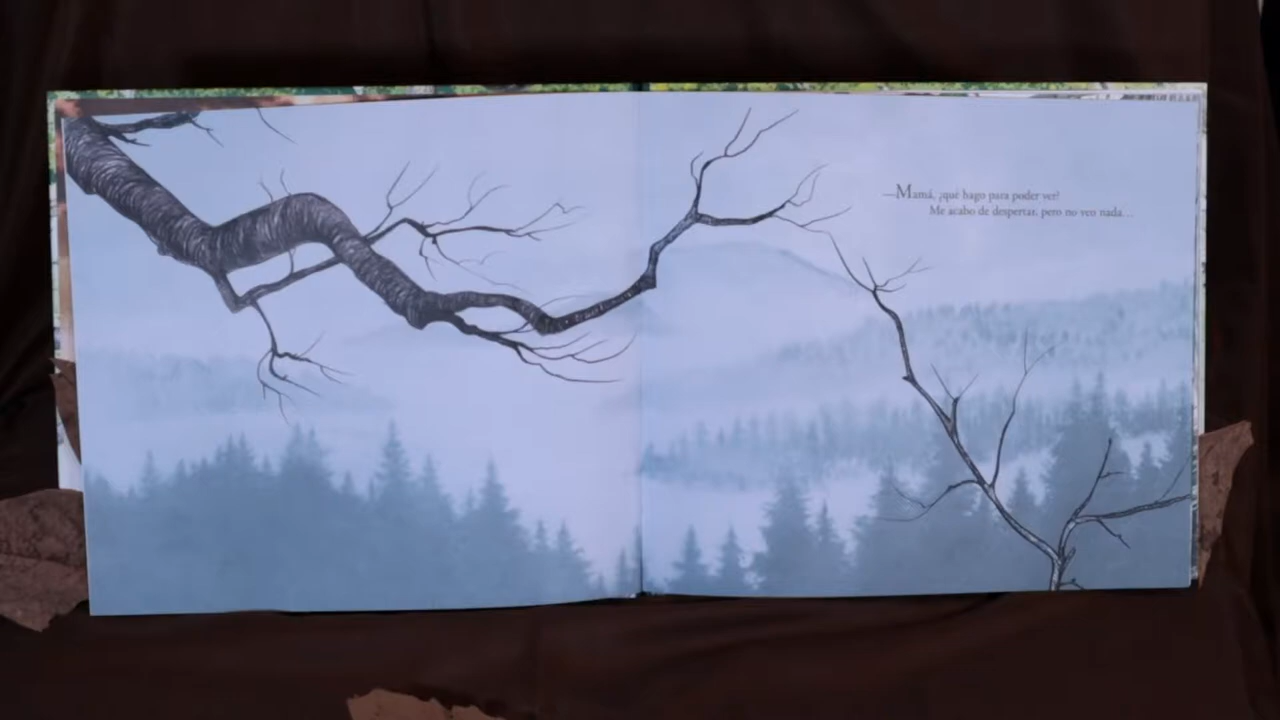 —Mamá, ¿qué hago para poder ver?
Me acabo de despertar, pero no veo nada...